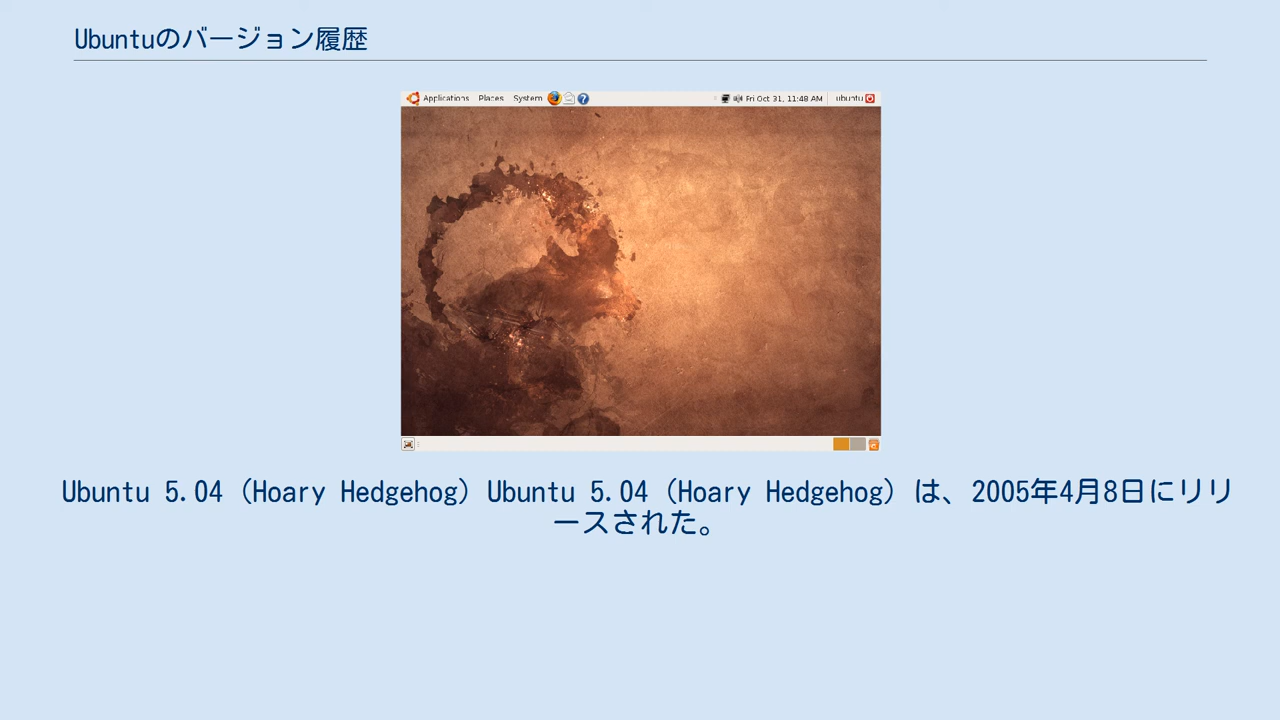 Ubuntuのバージョン履歴
Applications Places System Fri Oct 31, 11:48 AM ubuntu
Ubuntu 5.04（Hoary Hedgehog）Ubuntu 5.04（Hoary Hedgehog）は、2005年4月8日にリリ
ースされた。